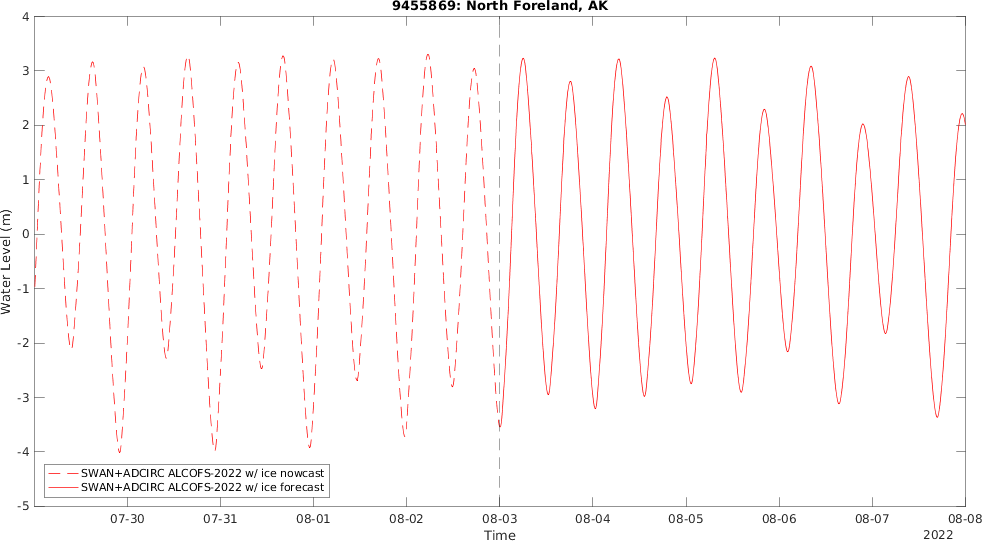 9455869: North Foreland, AK
4
3
2
1
0
-1
-2
-3
-4
-5
Water Level (m)
SWAN+ADCIRC ALCOFS-2022 w/ ice nowcast
SWAN+ADCIRC ALCOFS-2022 w/ ice forecast
07-30 07-31 08-01 08-02 08-03 08-04 08-05 08-06 08-07 08-08
Time
2022